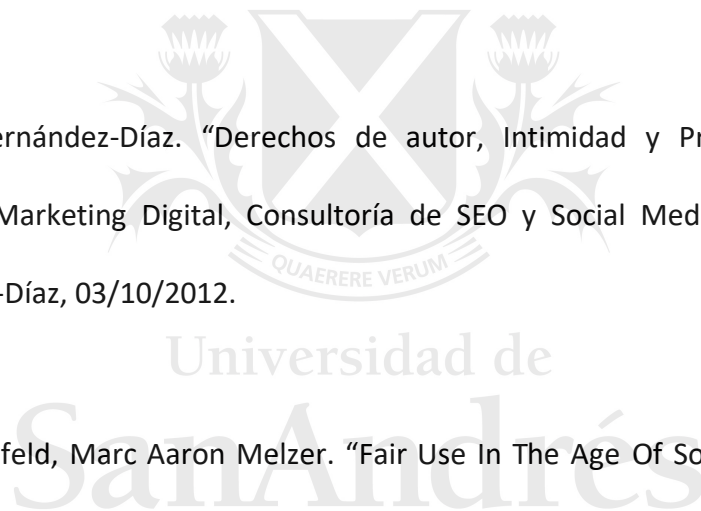 ernández-Díaz. “Derechos de autor, Intimidad y Pr
Marketing Digital, Consultoría de SEO y Social Med
QUAERERE VERUM
-Díaz, 03/10/2012.
Universidad de
SanAndrés
feld, Marc Aaron Melzer. “Fair Use In The Age Of So